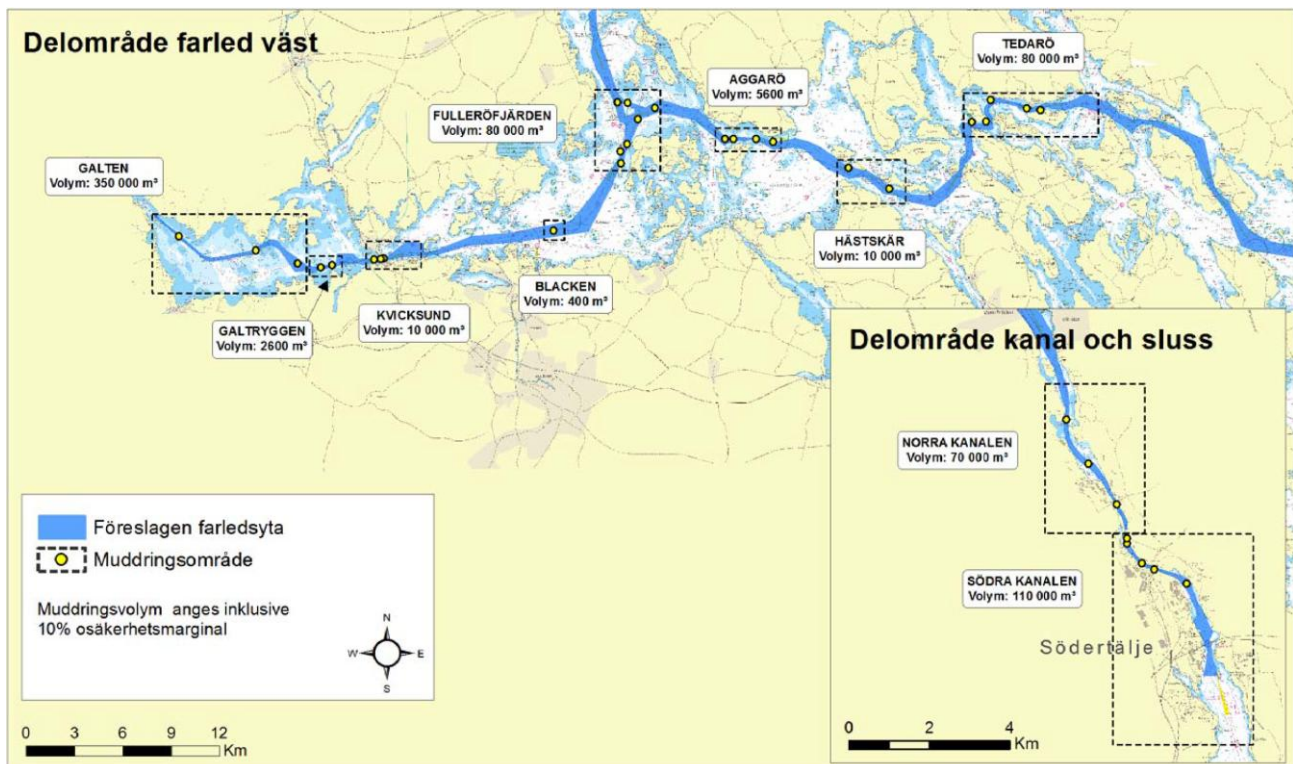 Delområde farled väst
TEDARÖ
Volym: 80 000 m³
AGGARÖ
Volym: 5600 m³
FULLERÖFJÄRDEN
Volym: 80 000 m³
GALTEN
Volym: 350 000 m³
HÄSTSKÄR
Volym: 10 000 m³
BLACKEN
Volym: 400 m³
KVICKSUND
Volym: 10 000 m³
GALTRYGGEN
Volym: 2600 m³
Delområde kanal och sluss
NORRA KANALEN
Volym: 70 000 m³
SÖDRA KANALEN
Volym: 110 000 m³
Södertälje
Föreslagen farledsyta
Muddringsområde
Muddringsvolym anges inklusive
10% osäkerhetsmarginal
N
W E
S
0 3 6 9 12
Km
0 2 4
Km